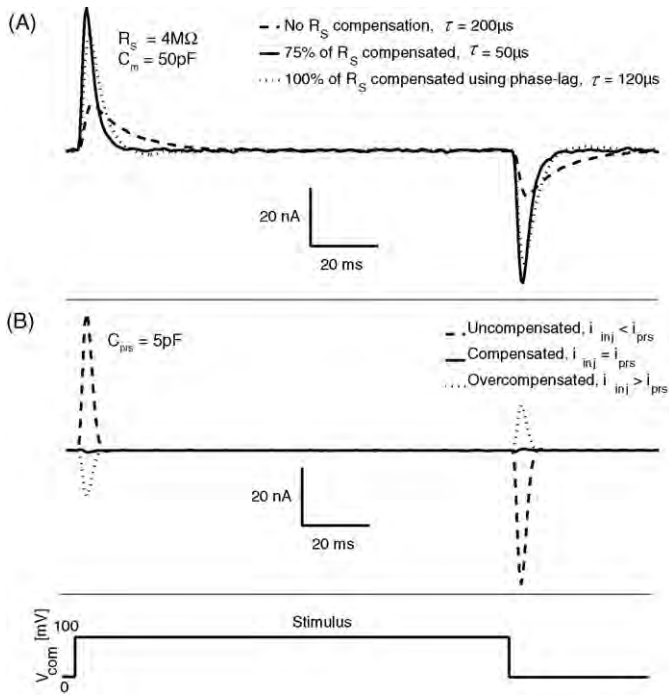 (A)
R_S = 4MΩ
C_m = 50pF
No R_S compensation, τ = 200μs
75% of R_S compensated, τ = 50μs
100% of R_S compensated using phase-lag, τ = 120μs
20 nA
20 ms
(B)
C_prs = 5pF
Uncompensated, i_inj < i_prs
Compensated, i_inj = i_prs
Overcompensated, i_inj > i_prs
20 nA
20 ms
V_com [mV]
100
0
Stimulus